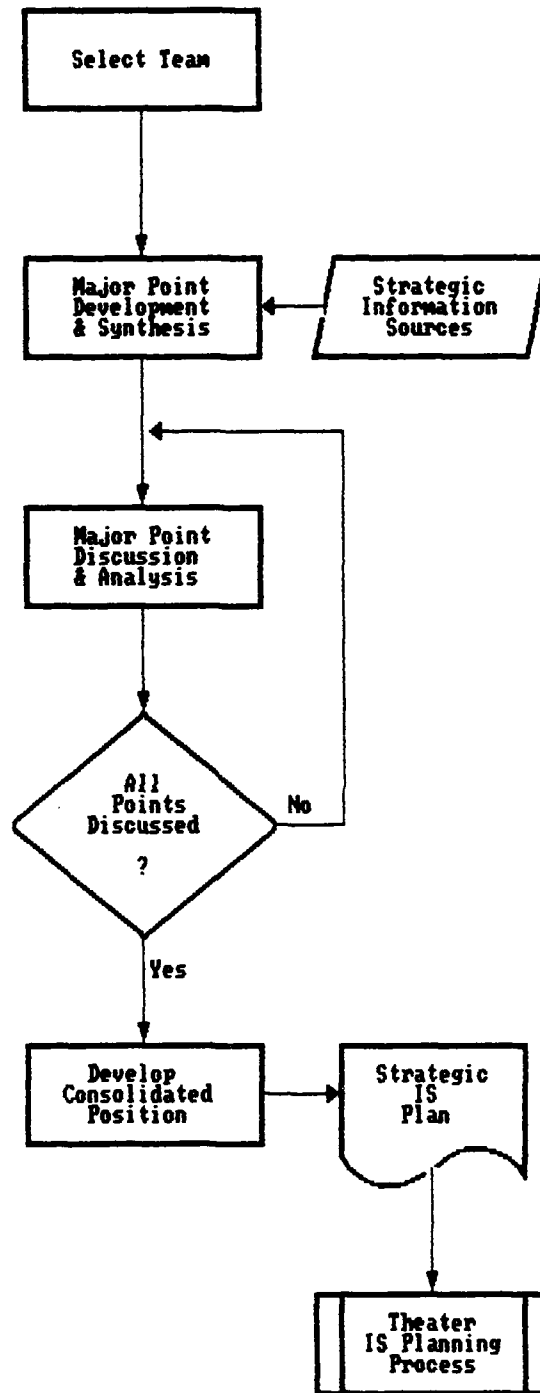 Select Team
Major Point
Development
& Synthesis
Strategic
Information
Sources
Major Point
Discussion
& Analysis
All
Points
Discussed
?
No
Yes
Develop
Consolidated
Position
Strategic
IS
Plan
Theater
IS Planning
Process